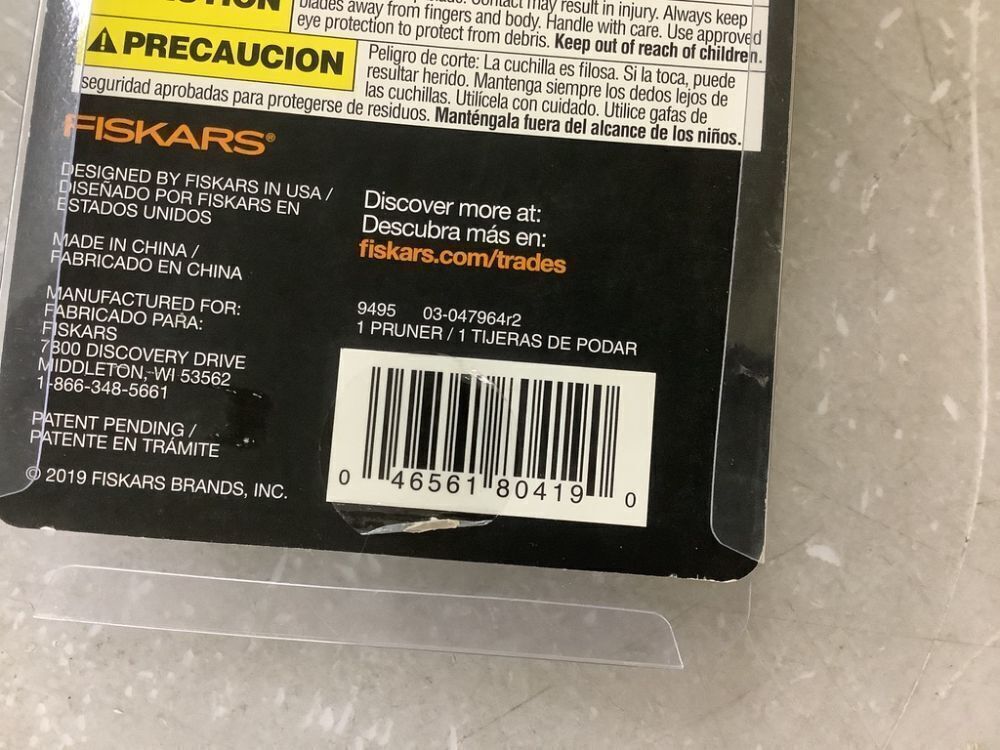 may result in injury. Always keep
blades away from fingers and body. Handle with care. Use approved
eye protection to protect from debris. Keep out of reach of children.
PRECAUCION
Peligro de corte: La cuchilla es filosa. Si la toca, puede
resultar herido. Mantenga siempre los dedos lejos de
las cuchillas. Utilícela con cuidado. Utilice gafas de
seguridad aprobadas para protegerse de residuos. Manténgala fuera del alcance de los niños.
FISKARS®
DESIGNED BY FISKARS IN USA /
DISEÑADO POR FISKARS EN
ESTADOS UNIDOS
MADE IN CHINA /
FABRICADO EN CHINA
MANUFACTURED FOR:
FABRICADO PARA:
FISKARS
7800 DISCOVERY DRIVE
MIDDLETON, WI 53562
1-866-348-5661
PATENT PENDING /
PATENTE EN TRÁMITE
© 2019 FISKARS BRANDS, INC.
Discover more at:
Descubra más en:
fiskars.com/trades
9495 03-047964r2
1 PRUNER / 1 TIJERAS DE PODAR
0 46561 80419 0